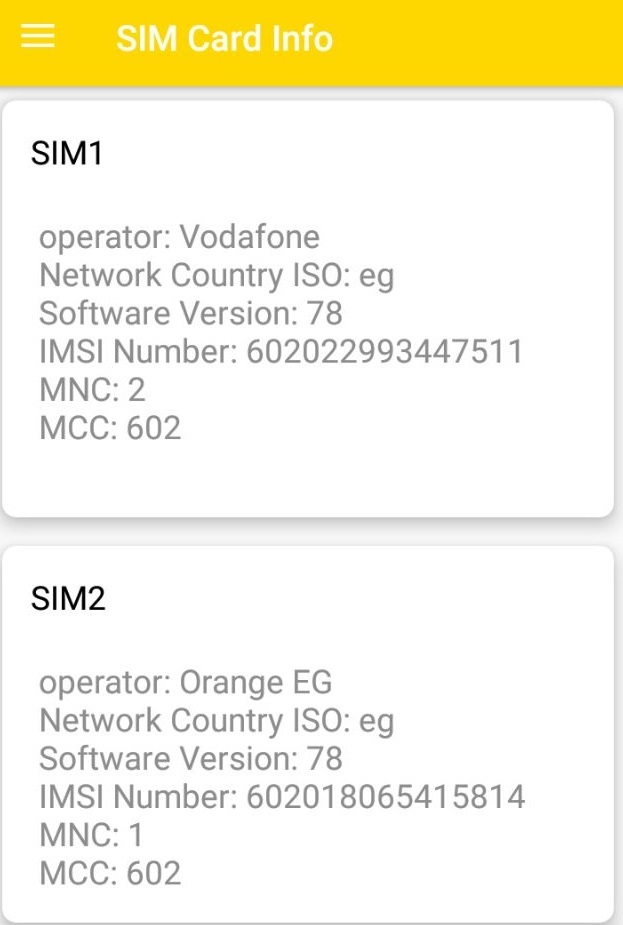 SIM Card Info
SIM1
operator: Vodafone
Network Country ISO: eg
Software Version: 78
IMSI Number: 602022993447511
MNC: 2
MCC: 602
SIM2
operator: Orange EG
Network Country ISO: eg
Software Version: 78
IMSI Number: 602018065415814
MNC: 1
MCC: 602